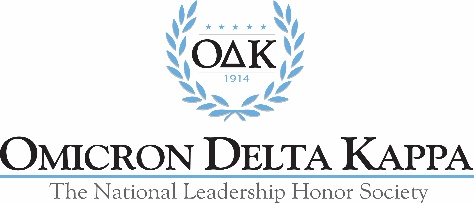 ΟΔΚ
1914
OMICRON DELTA KAPPA
The National Leadership Honor Society